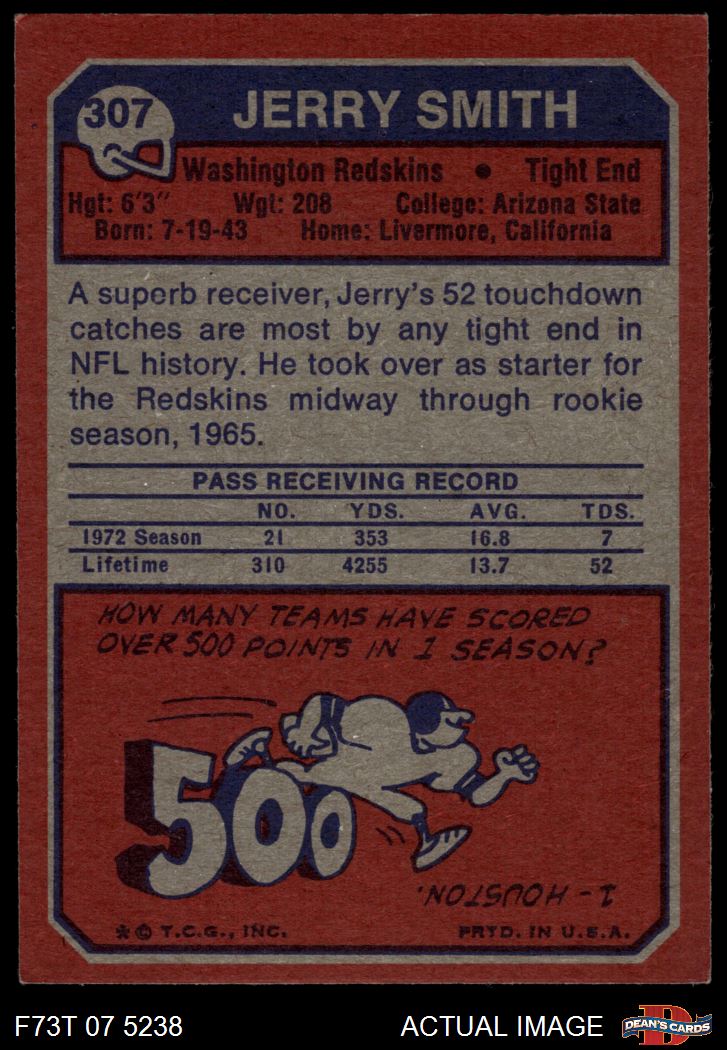 307
JERRY SMITH
Washington Redskins • Tight End
Hgt: 6'3" Wgt: 208 College: Arizona State
Born: 7-19-43 Home: Livermore, California
A superb receiver, Jerry's 52 touchdown
catches are most by any tight end in
NFL history. He took over as starter for
the Redskins midway through rookie
season, 1965.
PASS RECEIVING RECORD
NO. YDS. AVG. TDS.
1972 Season 21 353 16.8 7
Lifetime 310 4255 13.7 52
HOW MANY TEAMS HAVE SCORED
OVER 500 POINTS IN 1 SEASON?
500
1 - HOUSTON.
* © T.C.G., INC. PRTD. IN U.S.A.
F73T 07 5238 ACTUAL IMAGE
D
DEAN'S CARDS